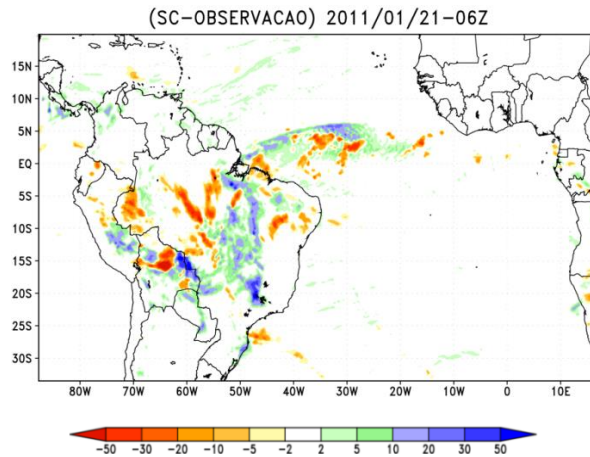 (SC-OBSERVACAO) 2011/01/21-06Z
15N
10N
5N
EQ
5S
10S
15S
20S
25S
30S
80W 70W 60W 50W 40W 30W 20W 10W 0 10E
-50 -30 -20 -10 -5 -2 2 5 10 20 30 50